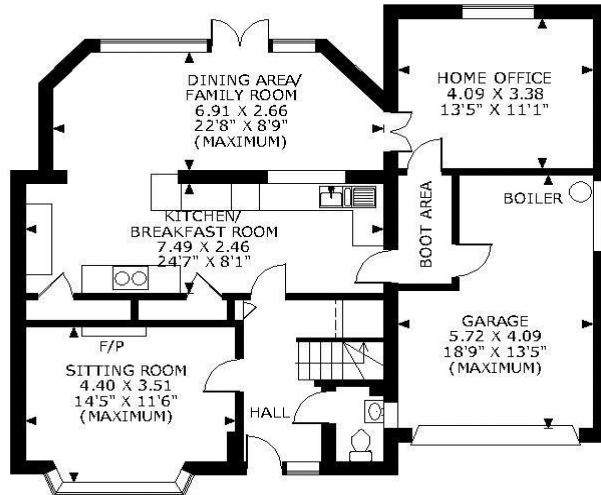 DINING AREA/
FAMILY ROOM
6.91 X 2.66
22'8" X 8'9"
(MAXIMUM)
HOME OFFICE
4.09 X 3.38
13'5" X 11'1"
KITCHEN/
BREAKFAST ROOM
7.49 X 2.46
24'7" X 8'1"
BOOT AREA
BOILER
GARAGE
5.72 X 4.09
18'9" X 13'5"
(MAXIMUM)
F/P
SITTING ROOM
4.40 X 3.51
14'5" X 11'6"
(MAXIMUM)
HALL